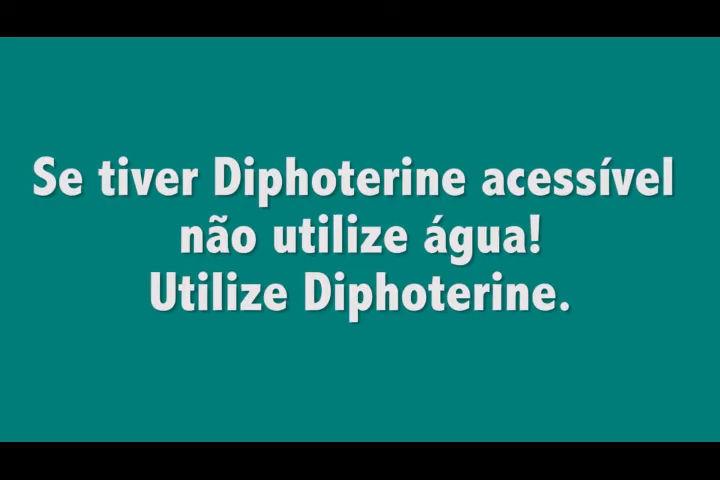 Se tiver Diphoterine acessível
não utilize água!
Utilize Diphoterine.